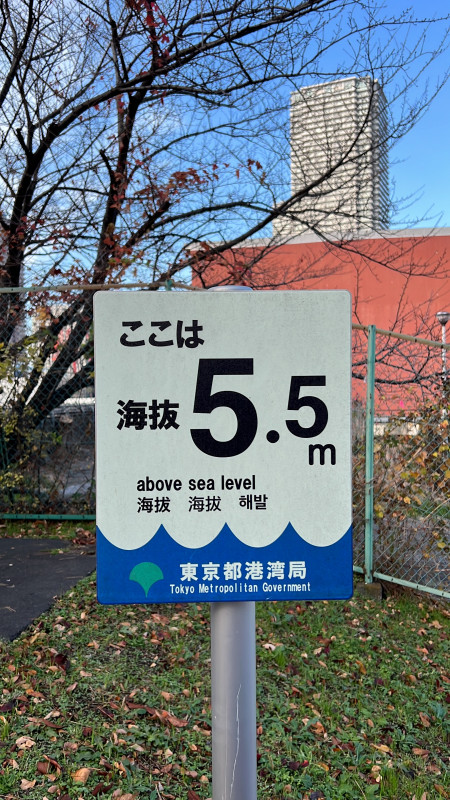 ここは
海抜 5.5m
above sea level
海拔 海拔 해발
東京都港湾局
Tokyo Metropolitan Government